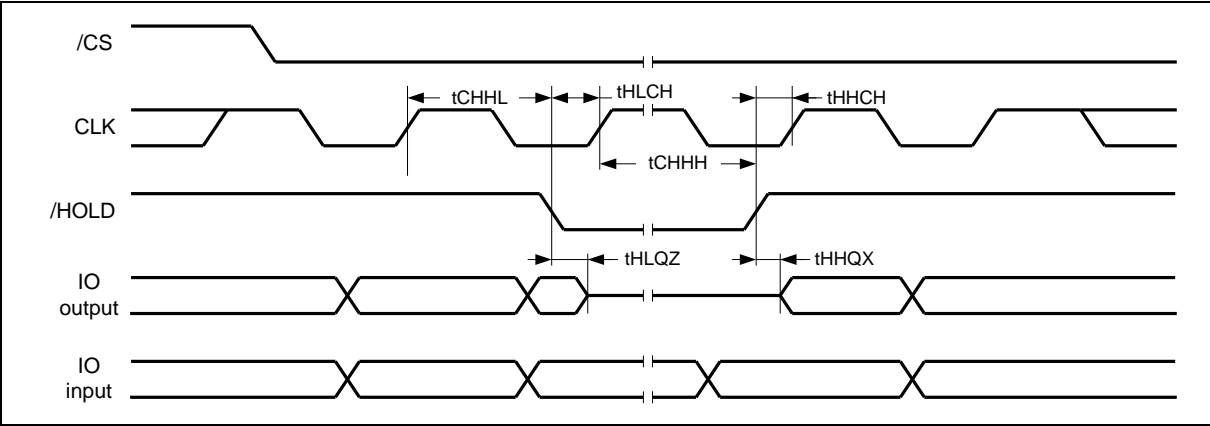 /CS
tCHHL
tHLCH
tHHCH
CLK
tCHHH
/HOLD
tHLQZ
tHHQX
IO
output
IO
input